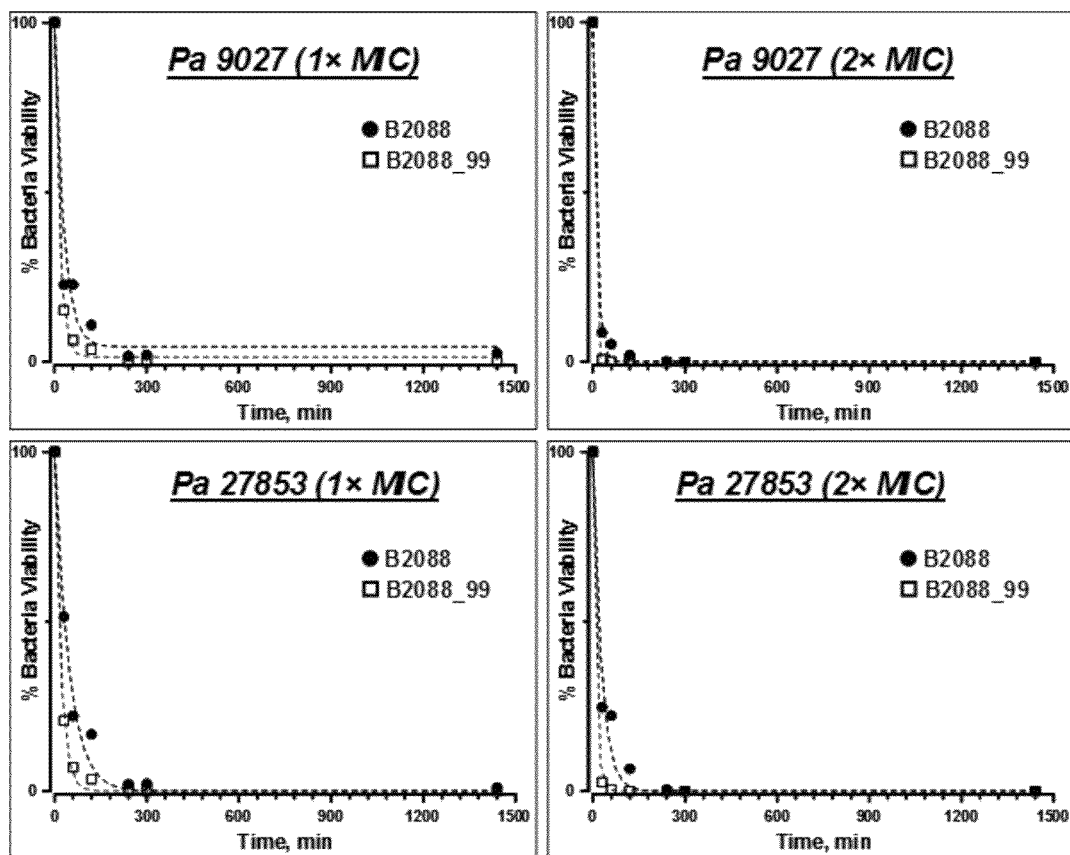 Pa 9027 (1× MIC)
100
0
% Bacteria Viability
B2088
B2088_99
0 300 600 900 1200 1500
Time, min
Pa 9027 (2× MIC)
100
0
% Bacteria Viability
B2088
B2088_99
0 300 600 900 1200 1500
Time, min
Pa 27853 (1× MIC)
100
0
% Bacteria Viability
B2088
B2088_99
0 300 600 900 1200 1500
Time, min
Pa 27853 (2× MIC)
100
0
% Bacteria Viability
B2088
B2088_99
0 300 600 900 1200 1500
Time, min